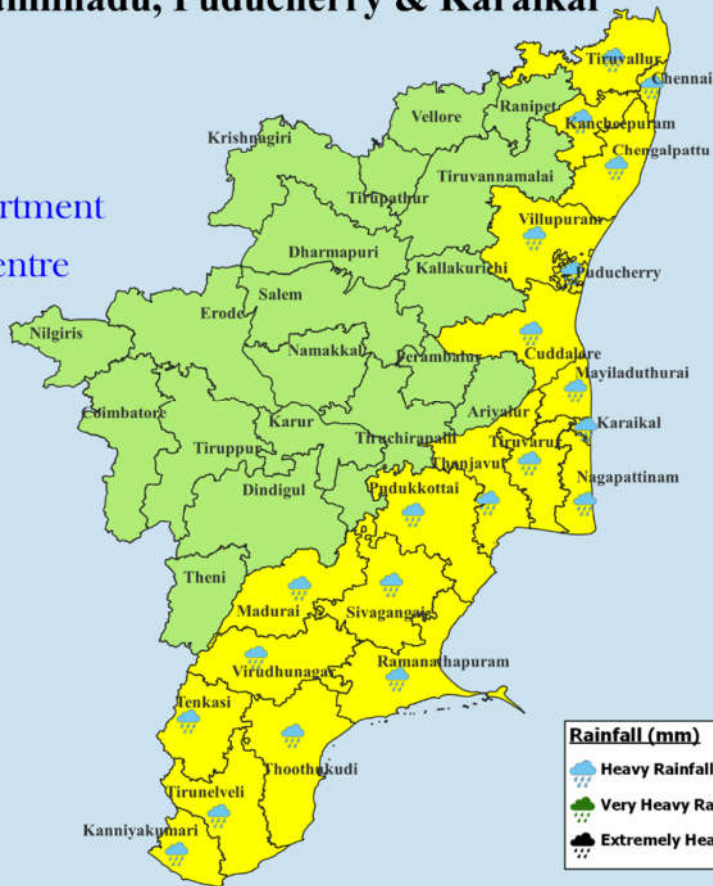 Puducherry & Karaikal
Tiruvallur
Chennai
Ranipet
Vellore
Kancheepuram
Krishnagiri
Chengalpattu
Tiruvannamalai
Tirupathur
Villupuram
Dharmapuri
Kallakurichi
Puducherry
Salem
Erode
Nilgiris
Namakkal
Perambalur
Cuddalore
Mayiladuthurai
Coimbatore
Ariyalur
Karur
Karaikal
Tiruchirapalli
Tiruvarur
Tiruppur
Thanjavur
Nagapattinam
Dindigul
Pudukkottai
Theni
Madurai
Sivagangai
Virudhunagar
Ramanathapuram
Tenkasi
Thoothukudi
Tirunelveli
Kanniyakumari
Rainfall (mm)
Heavy Rainfall
Very Heavy Ra
Extremely Hea
rtment
entre